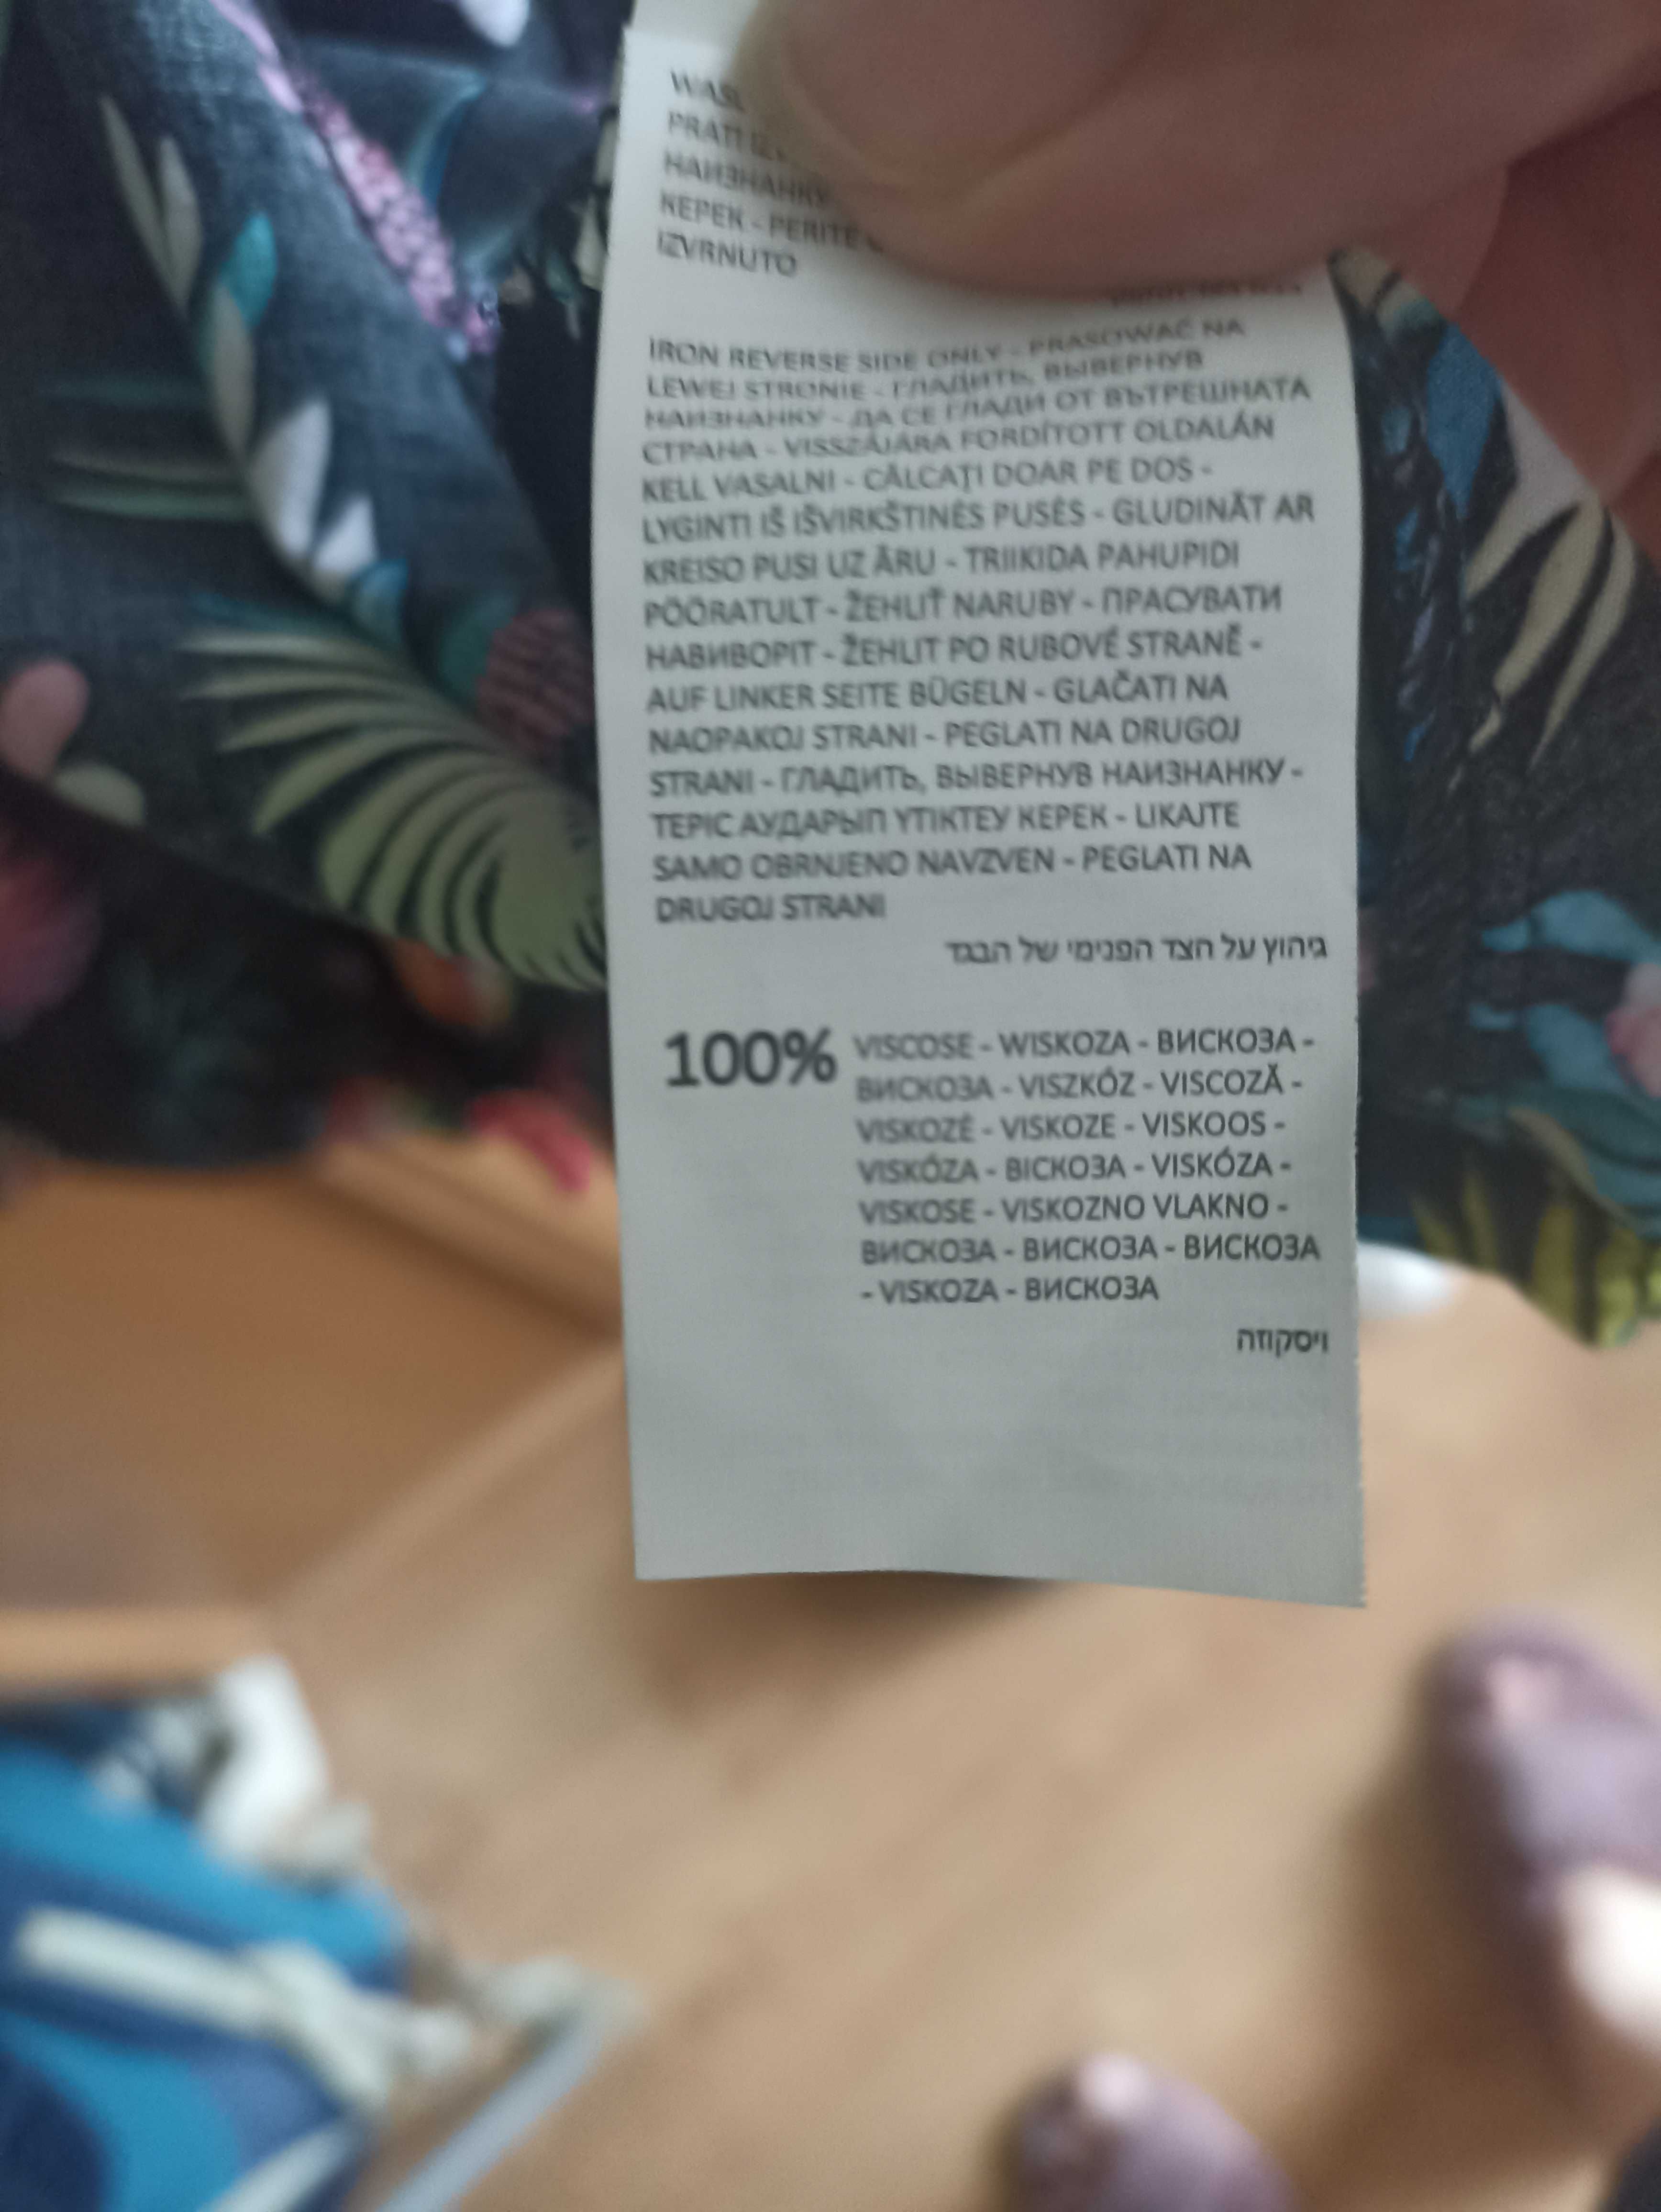 PRATI
НАИЗНАНКУ
KEPEK - PERITE
IZVRNUTO
IRON REVERSE SIDE ONLY - PRASOWAĆ NA
LEWEJ STRONIE - ГЛАДИТЬ, ВЫВЕРНУВ
НАИЗНАНКУ - ДА СЕ ГЛАДИ ОТ ВЪТРЕШНАТА
СТРАНА - VISSZÁJÁRA FORDÍTOTT OLDALÁN
KELL VASALNI - CĂLCAŢI DOAR PE DOS -
LYGINTI IŠ IŠVIRKŠTINĖS PUSĖS - GLUDINĀT AR
KREISO PUSI UZ ĀRU - TRIIKIDA PAHUPIDI
PÖÖRATULT - ŽEHLIŤ NARUBY - ПРАСУВАТИ
НАВИВОРІТ - ŽEHLIT PO RUBOVÉ STRANĚ -
AUF LINKER SEITE BÜGELN - GLAČATI NA
NAOPAKOJ STRANI - PEGLATI NA DRUGOJ
STRANI - ГЛАДИТЬ, ВЫВЕРНУВ НАИЗНАНКУ -
ТЕРІС АУДАРЫП ҮТІКТЕУ КЕРЕК - LIKAJTE
SAMO OBRNJENO NAVZVEN - PEGLATI NA
DRUGOJ STRANI
גיהוץ על הצד הפנימי של הבגד
100% VISCOSE - WISKOZA - ВИСКОЗА -
ВИСКОЗА - VISZKÓZ - VISCOZĂ -
VISKOZĖ - VISKOZE - VISKOOS -
VISKÓZA - ВІСКОЗА - VISKÓZA -
VISKOSE - VISKOZNO VLAKNO -
ВИСКОЗА - ВИСКОЗА - ВИСКОЗА
- VISKOZA - ВИСКОЗА
ויסקוזה